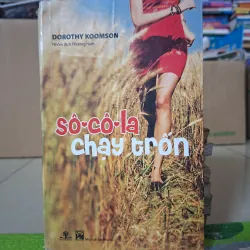 DOROTHY KOOMSON
sô-cô-la
chạy trốn